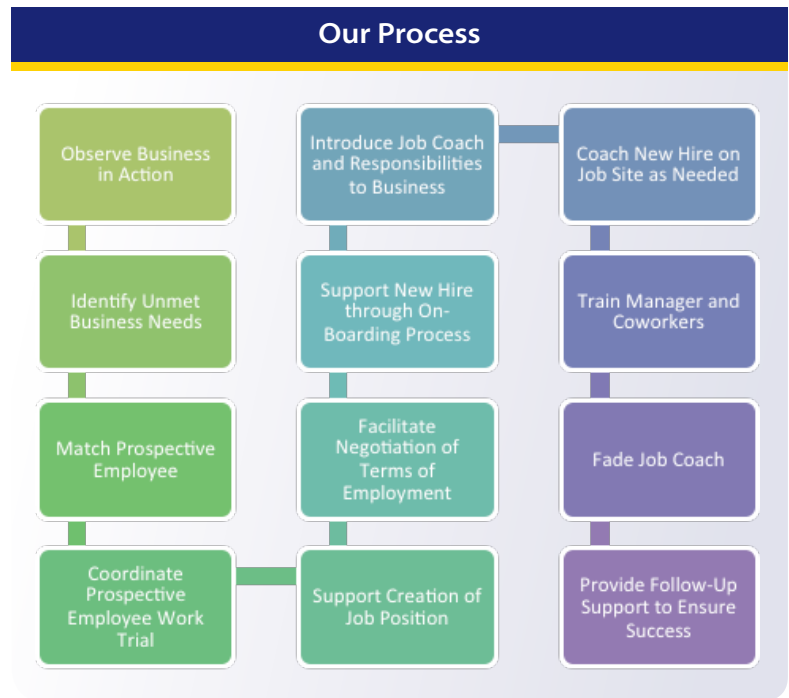 Our Process
Observe Business
in Action
Identify Unmet
Business Needs
Match Prospective
Employee
Coordinate
Prospective
Employee Work
Trial
Support Creation of
Job Position
Facilitate
Negotiation of
Terms of
Employment
Support New Hire
through On-
Boarding Process
Introduce Job Coach
and Responsibilities
to Business
Coach New Hire on
Job Site as Needed
Train Manager and
Coworkers
Fade Job Coach
Provide Follow-Up
Support to Ensure
Success